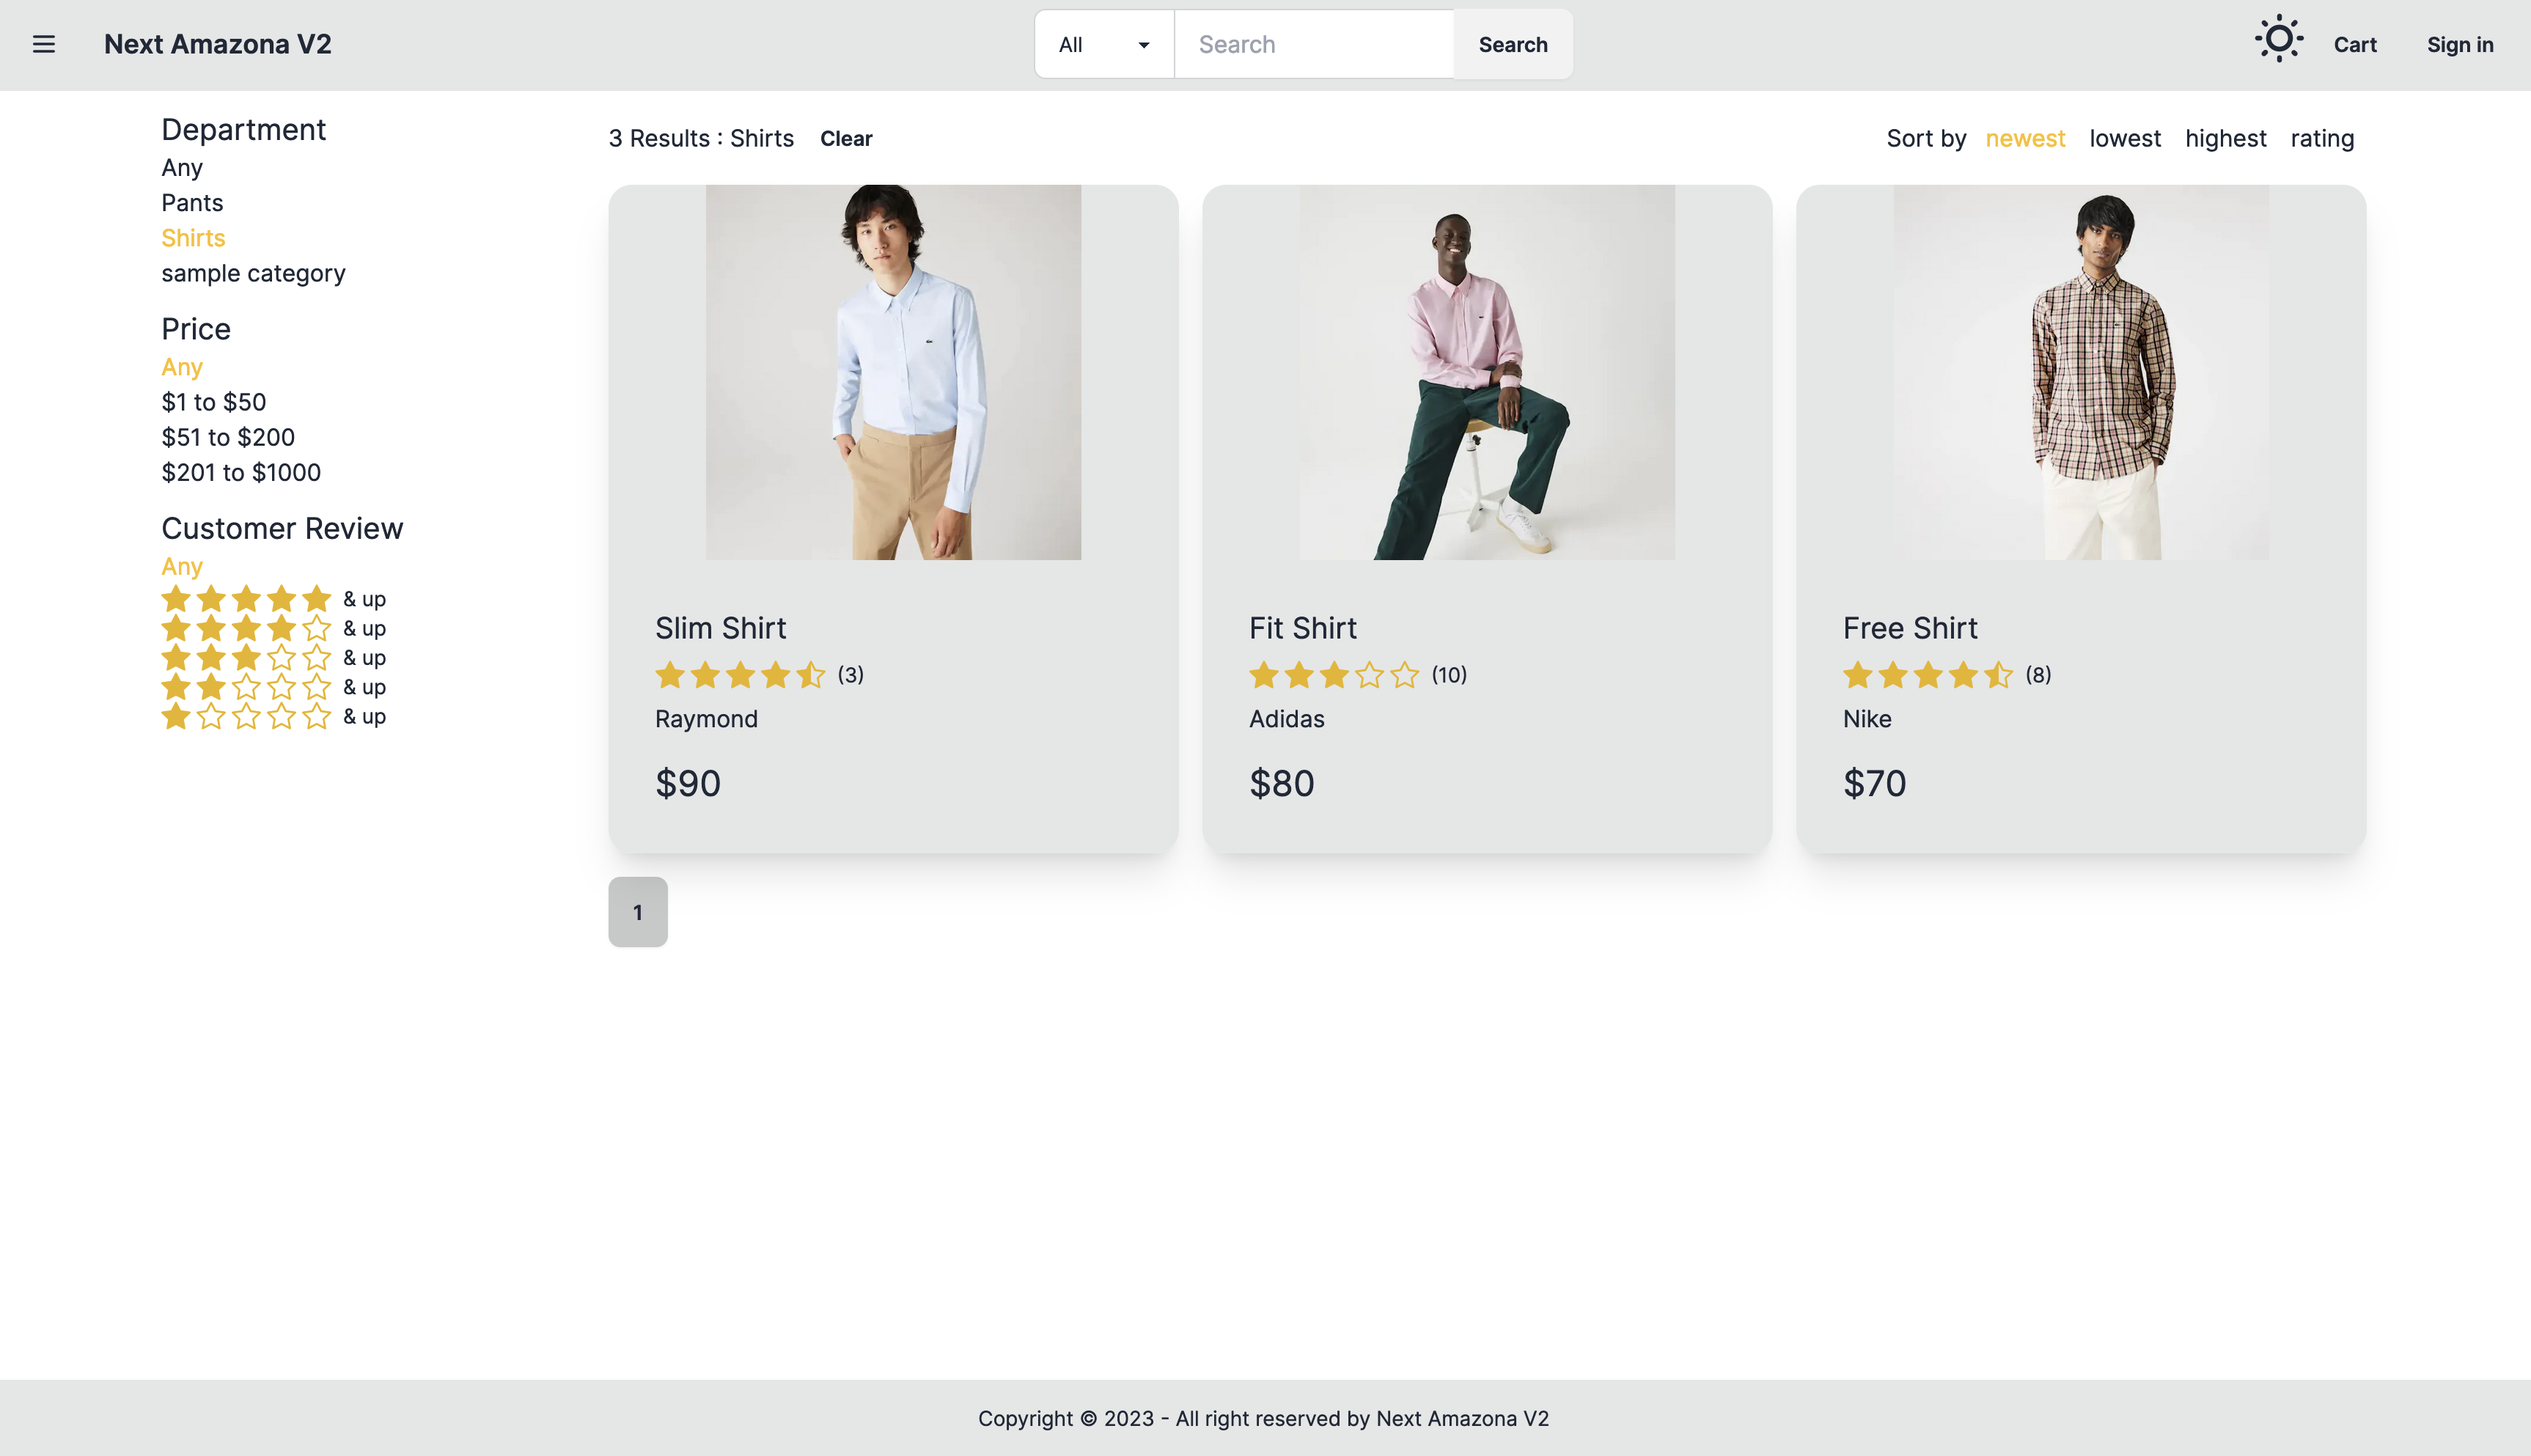 Next Amazona V2
All
Search
Search
Cart
Sign in
Department
Any
Pants
Shirts
sample category
Price
Any
$1 to $50
$51 to $200
$201 to $1000
Customer Review
Any
& up
& up
& up
& up
& up
3 Results : Shirts Clear
Sort by newest lowest highest rating
Slim Shirt
(3)
Raymond
$90
Fit Shirt
(10)
Adidas
$80
Free Shirt
(8)
Nike
$70
1
Copyright © 2023 - All right reserved by Next Amazona V2